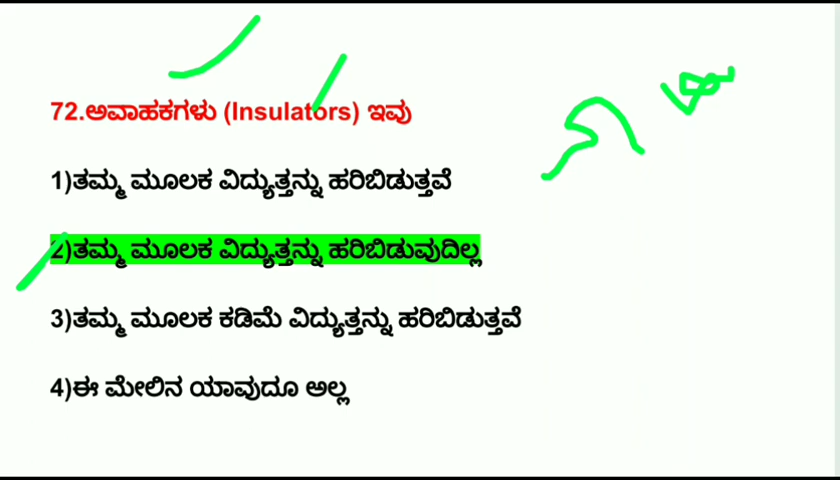 72.ಅವಾಹಕಗಳು (Insulators) ಇವು
1)ತಮ್ಮ ಮೂಲಕ ವಿದ್ಯುತ್ತನ್ನು ಹರಿಬಿಡುತ್ತವೆ
2)ತಮ್ಮ ಮೂಲಕ ವಿದ್ಯುತ್ತನ್ನು ಹರಿಬಿಡುವುದಿಲ್ಲ
3)ತಮ್ಮ ಮೂಲಕ ಕಡಿಮೆ ವಿದ್ಯುತ್ತನ್ನು ಹರಿಬಿಡುತ್ತವೆ
4)ಈ ಮೇಲಿನ ಯಾವುದೂ ಅಲ್ಲ